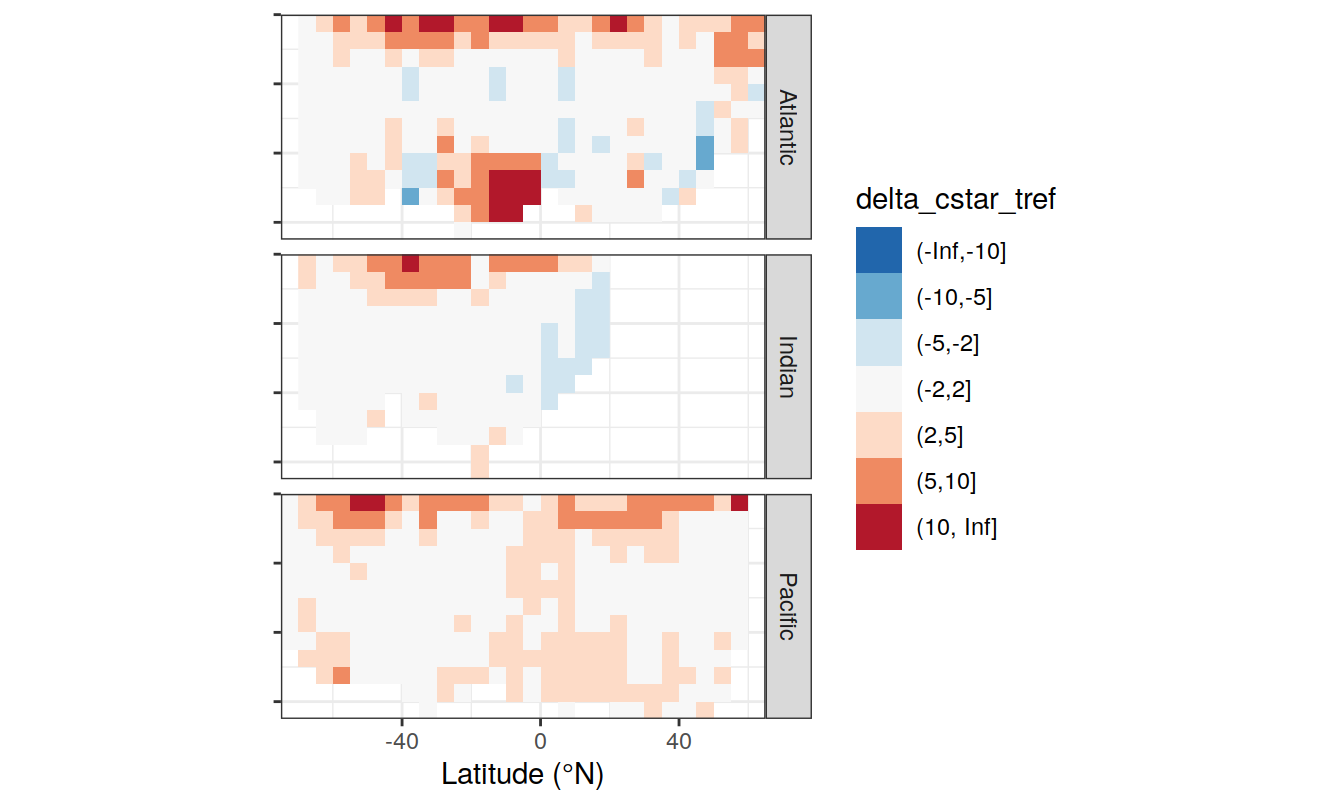 Atlantic
Indian
Pacific
-40 0 40
Latitude (°N)
delta_cstar_tref
(-Inf,-10]
(-10,-5]
(-5,-2]
(-2,2]
(2,5]
(5,10]
(10, Inf]